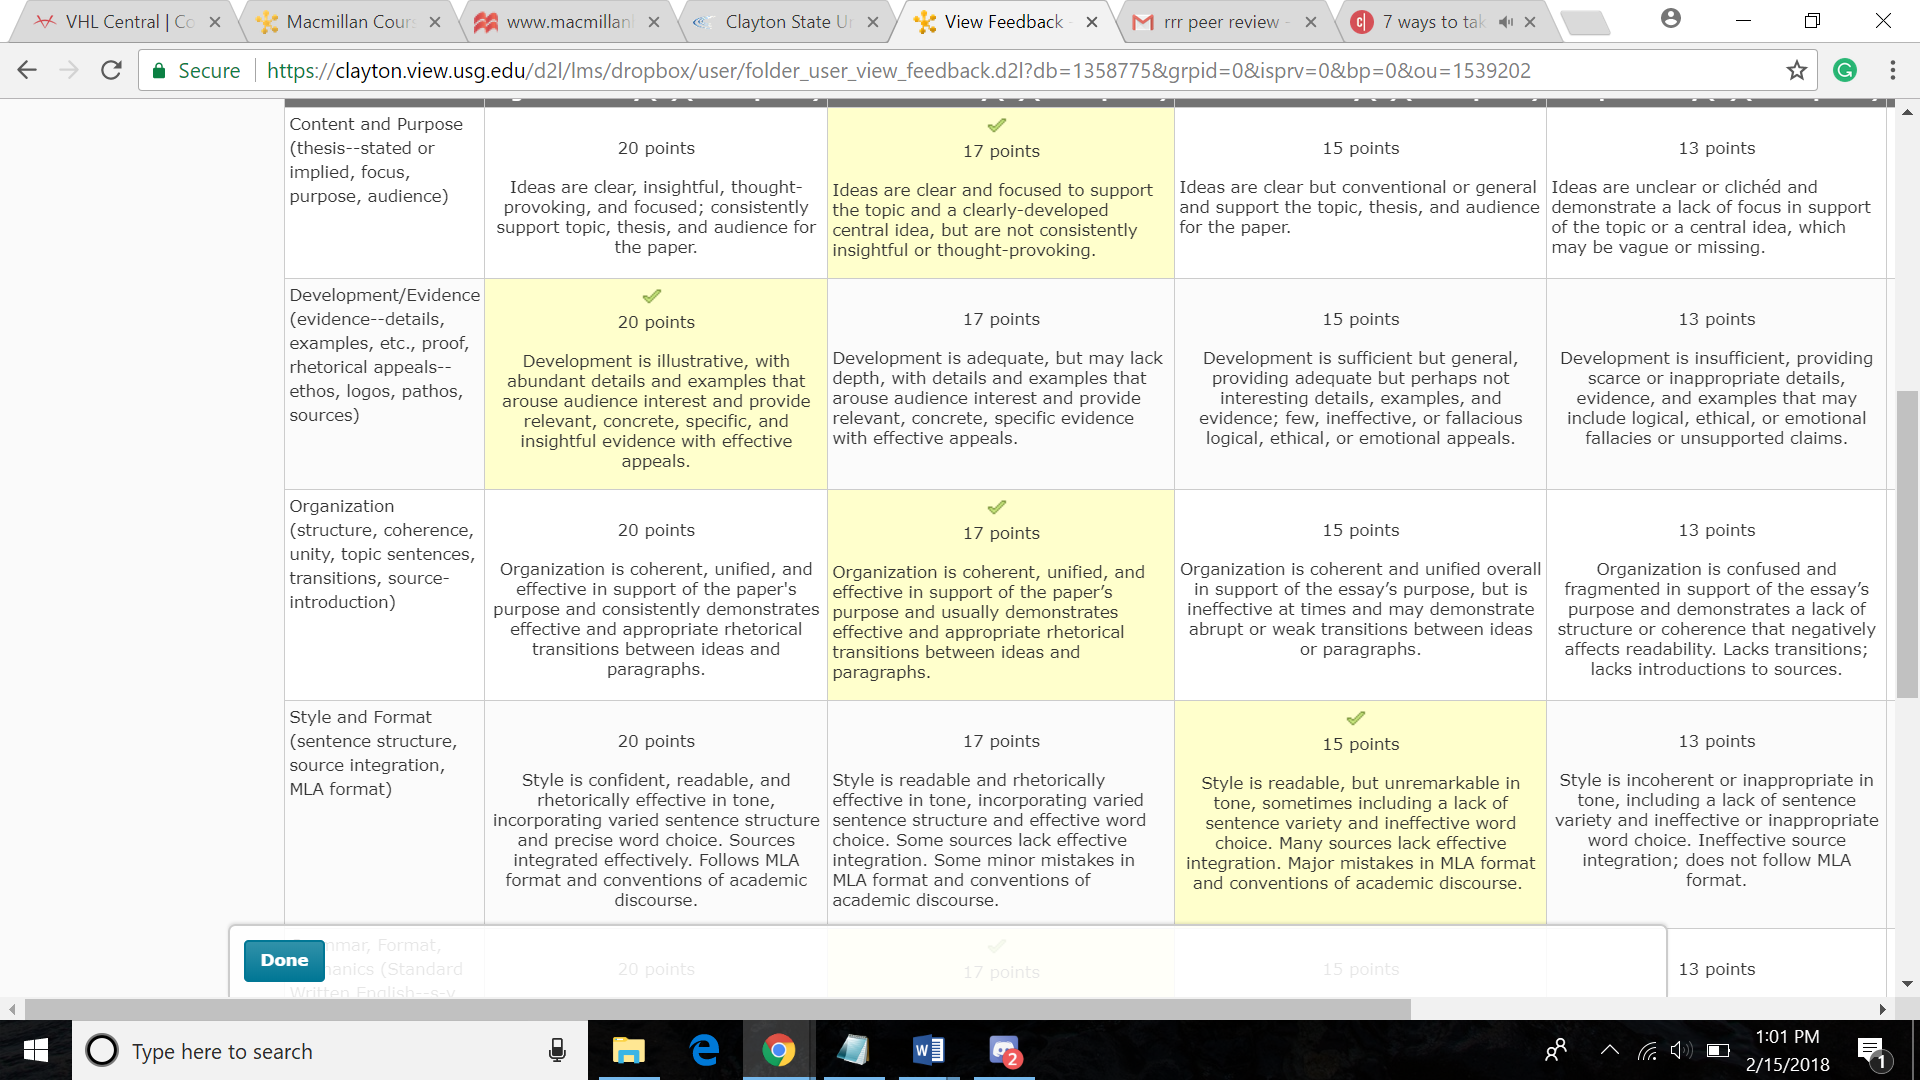 VHL Central | Co
Macmillan Cour
www.macmillanl
Clayton State Ur
View Feedback
rrr peer review -
7 ways to tak
Secure
https://clayton.view.usg.edu/d2l/lms/dropbox/user/folder_user_view_feedback.d2l?db=1358775&grpid=0&isprv=0&bp=0&ou=1539202
Content and Purpose
(thesis--stated or
implied, focus,
purpose, audience)
20 points
Ideas are clear, insightful, thought-
provoking, and focused; consistently
support topic, thesis, and audience for
the paper.
17 points
Ideas are clear and focused to support
the topic and a clearly-developed
central idea, but are not consistently
insightful or thought-provoking.
15 points
Ideas are clear but conventional or general
and support the topic, thesis, and audience
for the paper.
13 points
Ideas are unclear or clichéd and
demonstrate a lack of focus in support
of the topic or a central idea, which
may be vague or missing.
Development/Evidence
(evidence--details,
examples, etc., proof,
rhetorical appeals--
ethos, logos, pathos,
sources)
20 points
Development is illustrative, with
abundant details and examples that
arouse audience interest and provide
relevant, concrete, specific, and
insightful evidence with effective
appeals.
17 points
Development is adequate, but may lack
depth, with details and examples that
arouse audience interest and provide
relevant, concrete, specific evidence
with effective appeals.
15 points
Development is sufficient but general,
providing adequate but perhaps not
interesting details, examples, and
evidence; few, ineffective, or fallacious
logical, ethical, or emotional appeals.
13 points
Development is insufficient, providing
scarce or inappropriate details,
evidence, and examples that may
include logical, ethical, or emotional
fallacies or unsupported claims.
Organization
(structure, coherence,
unity, topic sentences,
transitions, source-
introduction)
20 points
Organization is coherent, unified, and
effective in support of the paper's
purpose and consistently demonstrates
effective and appropriate rhetorical
transitions between ideas and
paragraphs.
17 points
Organization is coherent, unified, and
effective in support of the paper's
purpose and usually demonstrates
effective and appropriate rhetorical
transitions between ideas and
paragraphs.
15 points
Organization is coherent and unified overall
in support of the essay's purpose, but is
ineffective at times and may demonstrate
abrupt or weak transitions between ideas
or paragraphs.
13 points
Organization is confused and
fragmented in support of the essay's
purpose and demonstrates a lack of
structure or coherence that negatively
affects readability. Lacks transitions;
lacks introductions to sources.
Style and Format
(sentence structure,
source integration,
MLA format)
20 points
Style is confident, readable, and
rhetorically effective in tone,
incorporating varied sentence structure
and precise word choice. Sources
integrated effectively. Follows MLA
format and conventions of academic
discourse.
17 points
Style is readable and rhetorically
effective in tone, incorporating varied
sentence structure and effective word
choice. Some sources lack effective
integration. Some minor mistakes in
MLA format and conventions of
academic discourse.
15 points
Style is readable, but unremarkable in
tone, sometimes including a lack of
sentence variety and ineffective word
choice. Many sources lack effective
integration. Major mistakes in MLA format
and conventions of academic discourse.
13 points
Style is incoherent or inappropriate in
tone, including a lack of sentence
variety and ineffective or inappropriate
word choice. Ineffective source
integration; does not follow MLA
format.
mmar, Format,
hanics (Standard
Written English--s-v
20 points
17 points
15 points
13 points
Done
Type here to search
2
1:01 PM
2/15/2018
1